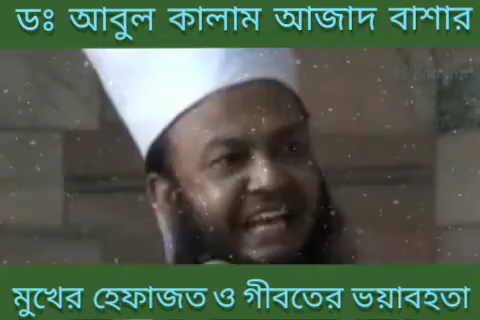 ডঃ আবুল কালাম আজাদ বাশার
মুখের হেফাজত ও গীবতের ভয়াবহতা